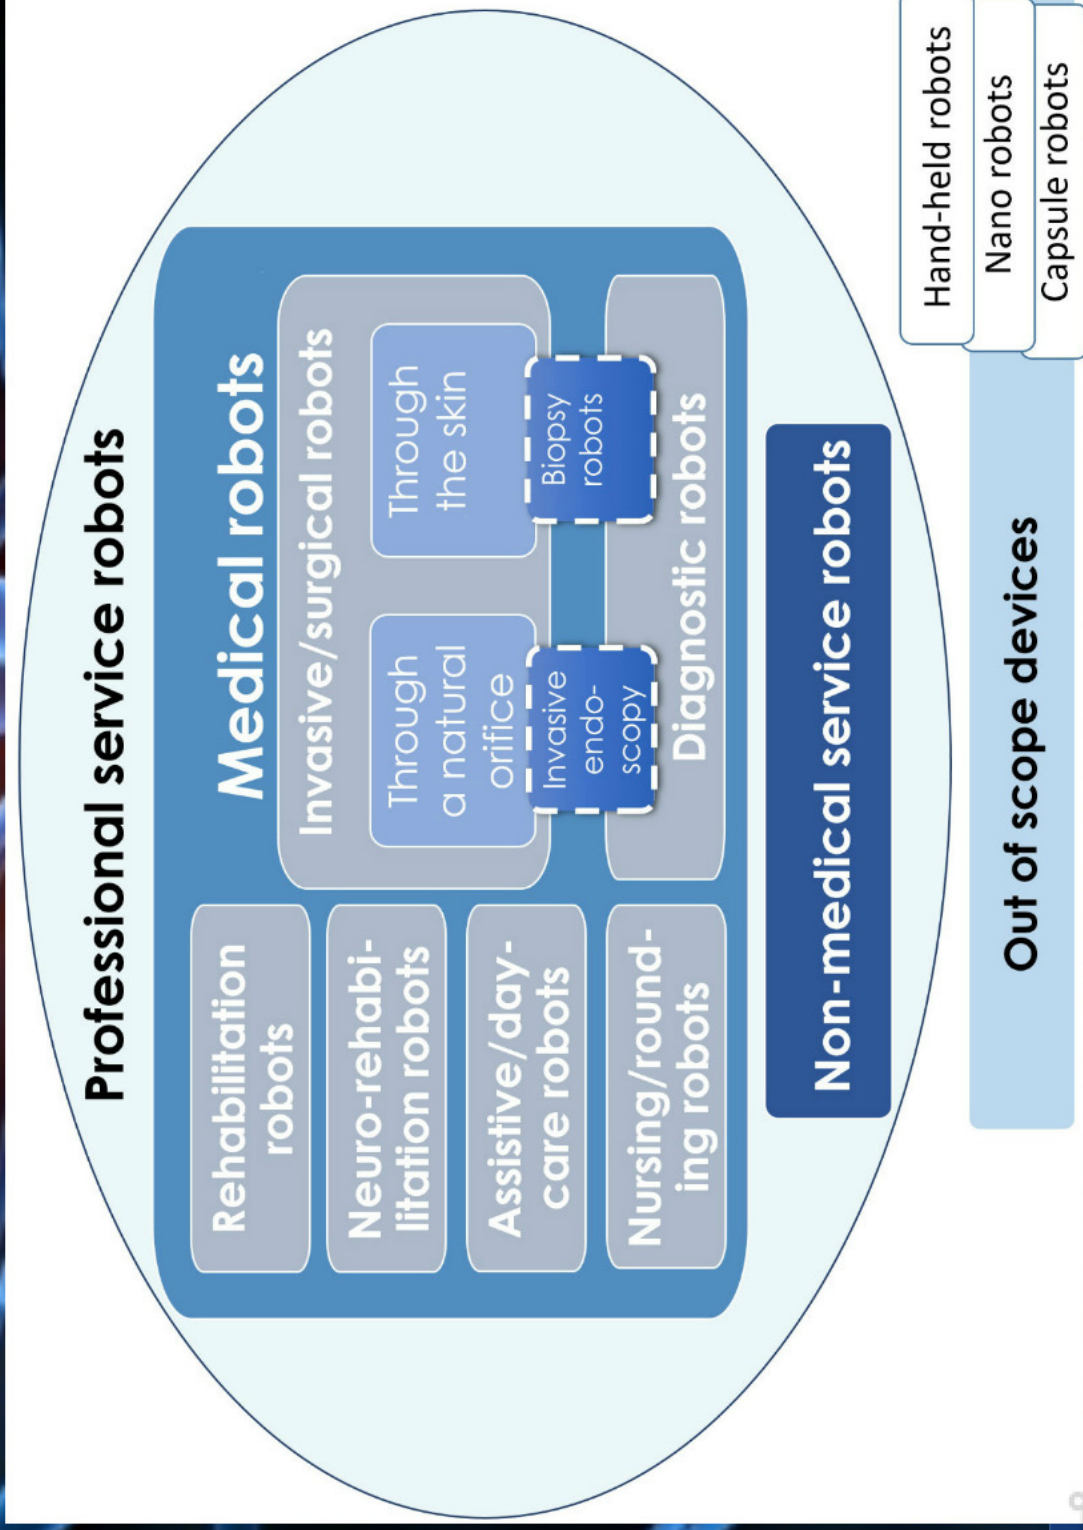 Professional service robots
Medical robots
Rehabilitation
robots
Neuro-rehabi-
litation robots
Assistive/day-
care robots
Nursing/round-
ing robots
Invasive/surgical robots
Through
a natural
orifice
Through
the skin
Invasive
endo-
scopy
Biopsy
robots
Diagnostic robots
Non-medical service robots
Out of scope devices
Hand-held robots
Nano robots
Capsule robots